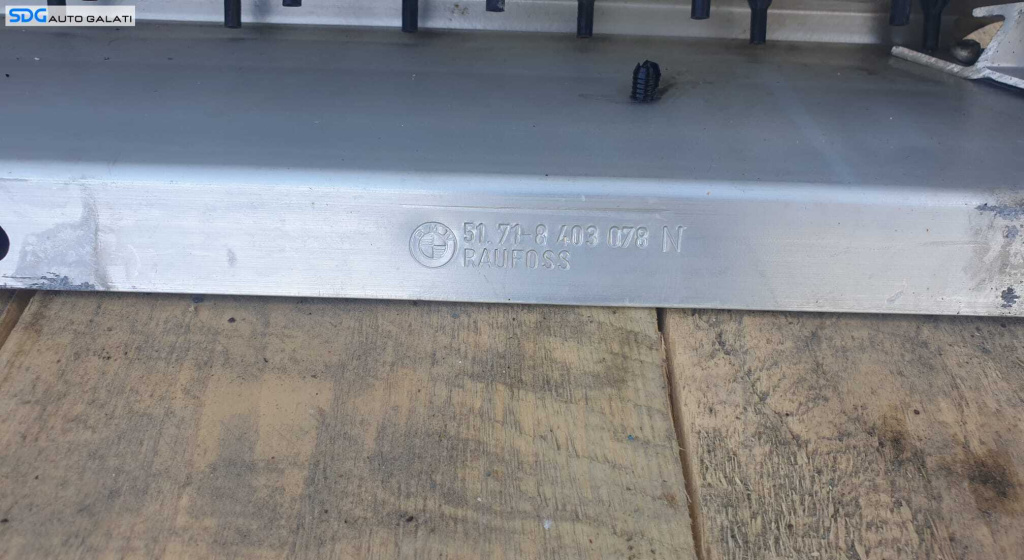 SDG AUTO GALATI
51.71-8 403 078 N
RAUFOSS